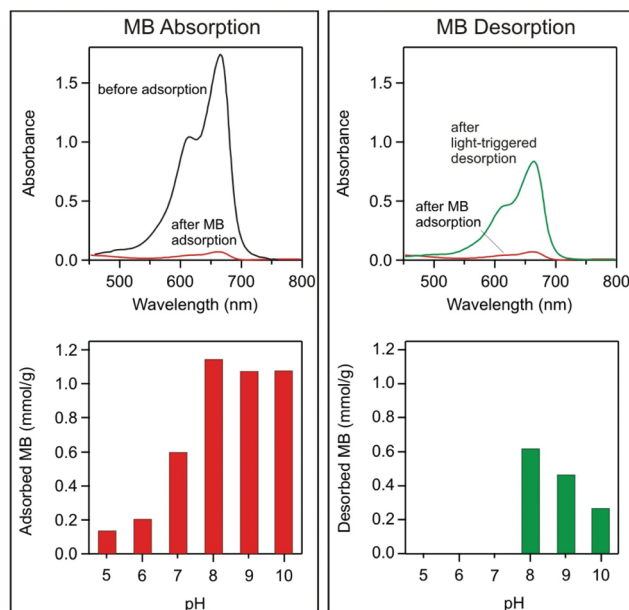 MB Absorption
1.5
1.0
0.5
0.0
Absorbance
before adsorption
after MB
adsorption
500 600 700 800
Wavelength (nm)
1.2
1.0
0.8
0.6
0.4
0.2
0.0
Adsorbed MB (mmol/g)
5 6 7 8 9 10
pH
MB Desorption
1.5
1.0
0.5
0.0
Absorbance
after
light-triggered
desorption
after MB
adsorption
500 600 700 800
Wavelength (nm)
1.2
1.0
0.8
0.6
0.4
0.2
0.0
Desorbed MB (mmol/g)
5 6 7 8 9 10
pH